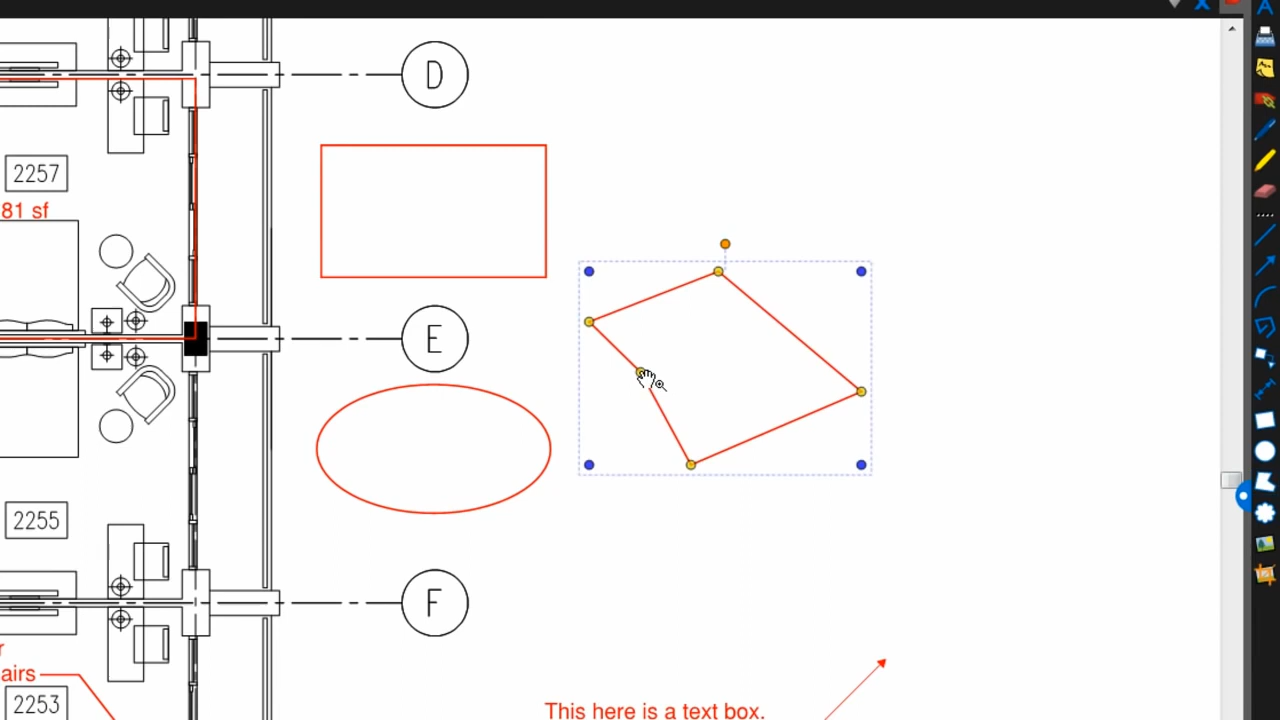 D
2257
81 sf
E
2255
F
r
airs
2253
This here is a text box.